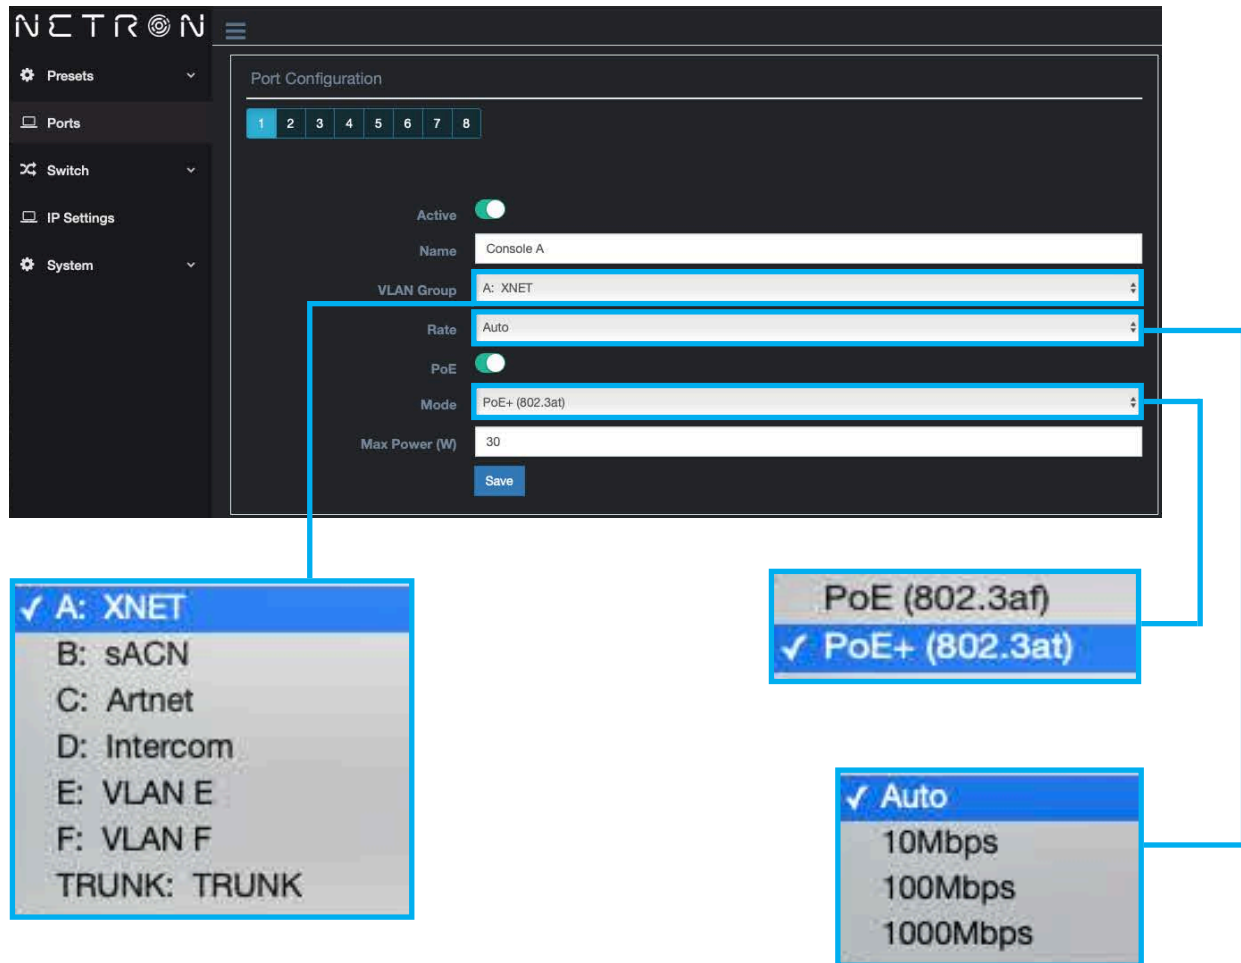 NETRON
Presets
Ports
Switch
IP Settings
System
Port Configuration
1 2 3 4 5 6 7 8
Active
Name Console A
VLAN Group A: XNET
Rate Auto
PoE
Mode PoE+ (802.3at)
Max Power (W) 30
Save
✓ A: XNET
B: sACN
C: Artnet
D: Intercom
E: VLAN E
F: VLAN F
TRUNK: TRUNK
PoE (802.3af)
✓ PoE+ (802.3at)
✓ Auto
10Mbps
100Mbps
1000Mbps